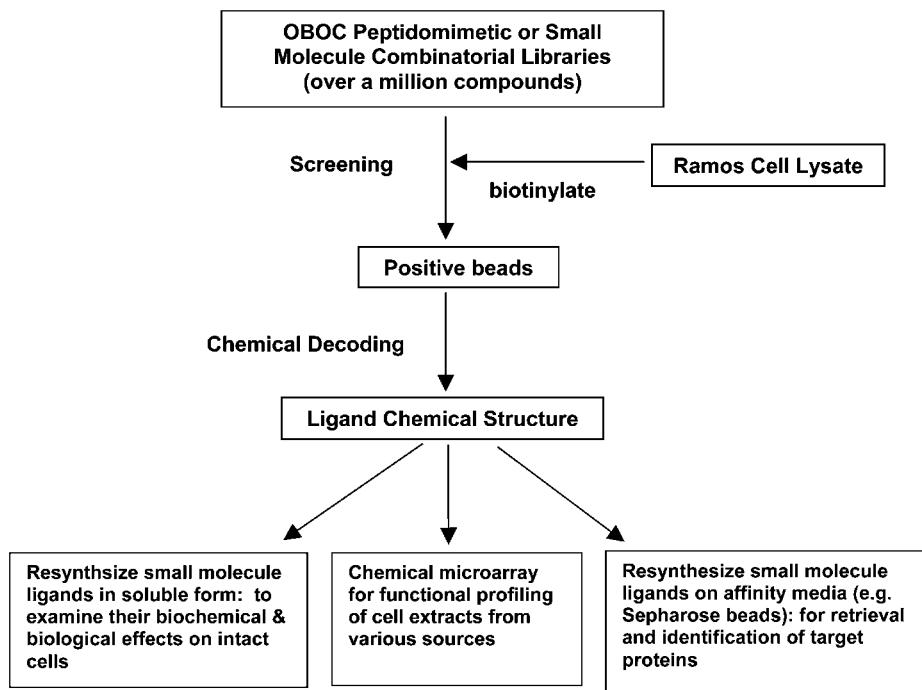 OBOC Peptidomimetic or Small
Molecule Combinatorial Libraries
(over a million compounds)
Screening
Ramos Cell Lysate
biotinylate
Positive beads
Chemical Decoding
Ligand Chemical Structure
Resynthsize small molecule
ligands in soluble form: to
examine their biochemical &
biological effects on intact
cells
Chemical microarray
for functional profiling
of cell extracts from
various sources
Resynthesize small molecule
ligands on affinity media (e.g.
Sepharose beads): for retrieval
and identification of target
proteins